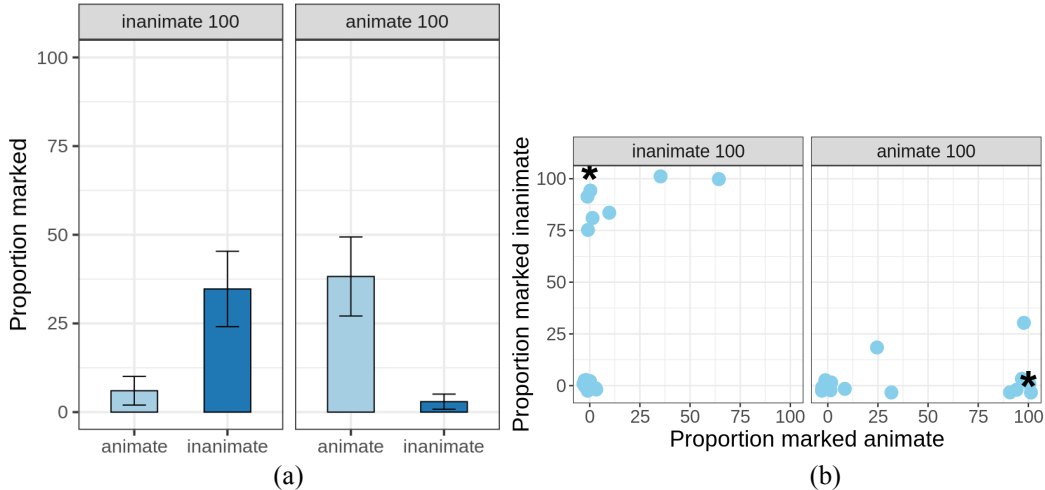 inanimate 100
animate 100
Proportion marked
100
75
50
25
0
animate
inanimate
animate
inanimate
(a)
inanimate 100
animate 100
Proportion marked inanimate
100
75
50
25
0
0
25
50
75
100
0
25
50
75
100
Proportion marked animate
(b)